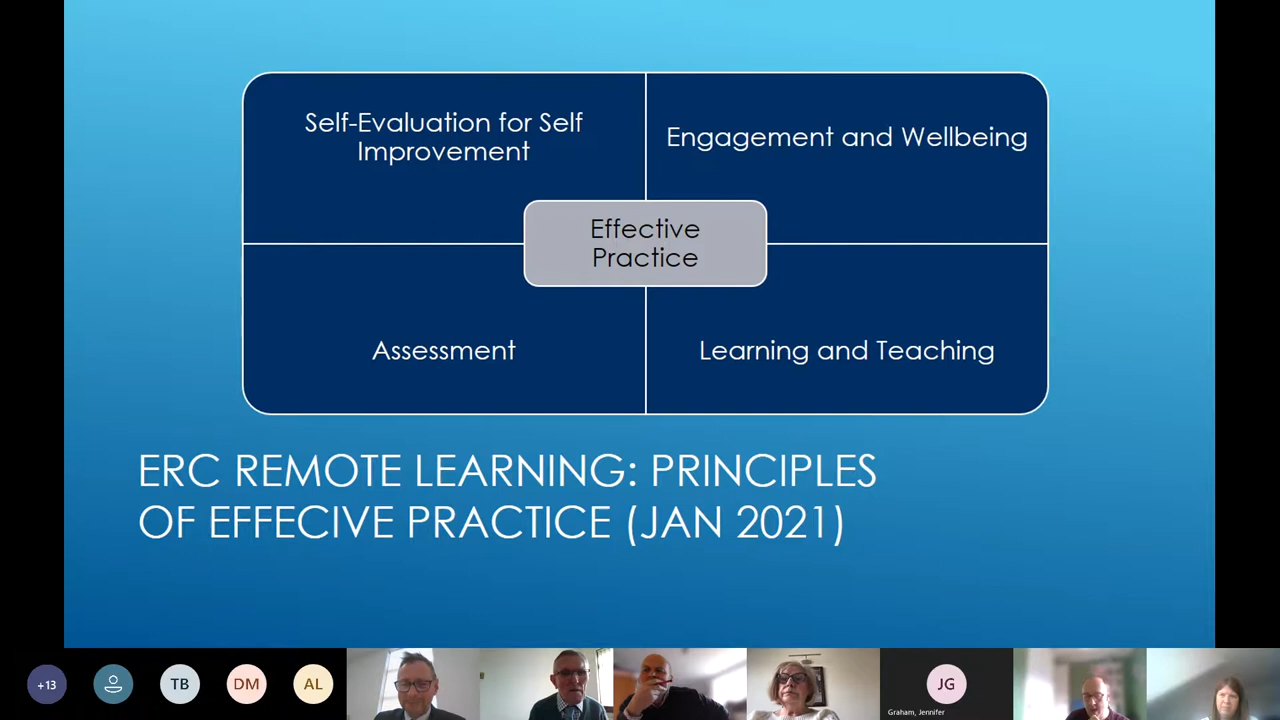 Self-Evaluation for Self
Improvement
Engagement and Wellbeing
Effective
Practice
Assessment
Learning and Teaching
ERC REMOTE LEARNING: PRINCIPLES
OF EFFECIVE PRACTICE (JAN 2021)
+13
TB
DM
AL
JG
Graham, Jennifer